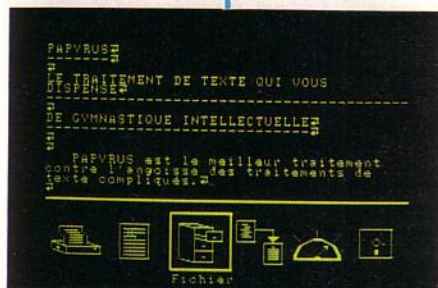 PAPYRUS
LE TRAITEMENT DE TEXTE QUI VOUS
DISPENSE
DE GYMNASTIQUE INTELLECTUELLE
PAPYRUS est le meilleur traitement
contre l'angoisse des traitements de
texte compliqués.
Fichier